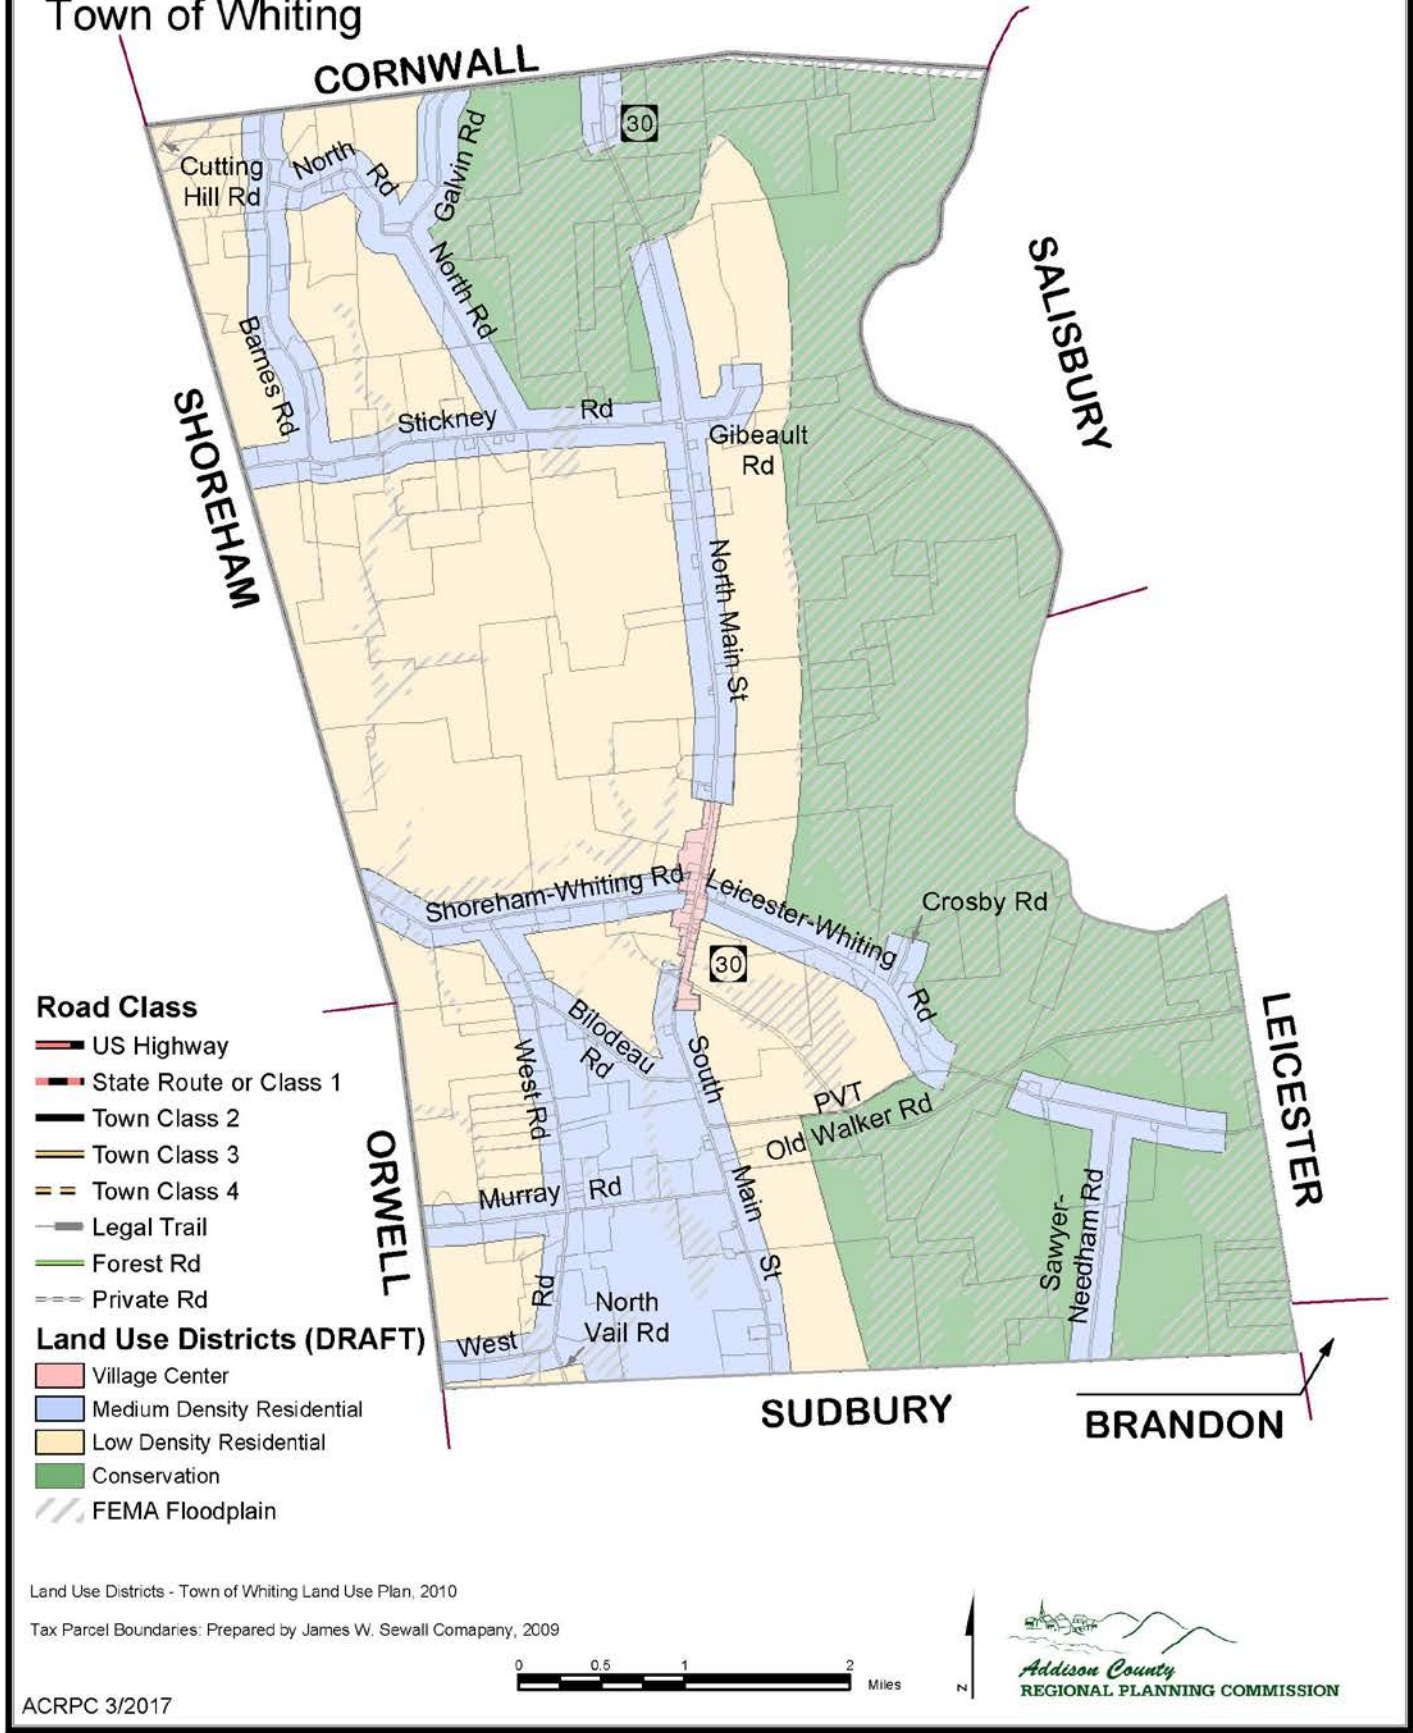 Town of Whiting
CORNWALL
30
Cutting
Hill Rd
North
Rd
Galvin Rd
North Rd
SALISBURY
Barnes Rd
SHOREHAM
Stickney
Rd
Gibeault
Rd
North Main St
Shoreham-Whiting Rd
Leicester-Whiting
Rd
Crosby Rd
30
Bilodeau
Rd
West Rd
South
Main
St
PVT
Old Walker Rd
LEICESTER
ORWELL
Murray
Rd
Sawyer-
Needham Rd
Rd
North
Vail Rd
West
SUDBURY
BRANDON
Road Class
US Highway
State Route or Class 1
Town Class 2
Town Class 3
Town Class 4
Legal Trail
Forest Rd
Private Rd
Land Use Districts (DRAFT)
Village Center
Medium Density Residential
Low Density Residential
Conservation
FEMA Floodplain
Land Use Districts - Town of Whiting Land Use Plan, 2010
Tax Parcel Boundaries: Prepared by James W. Sewall Comapany, 2009
0 0.5 1 2
Miles
N
Addison County
REGIONAL PLANNING COMMISSION
ACRPC 3/2017